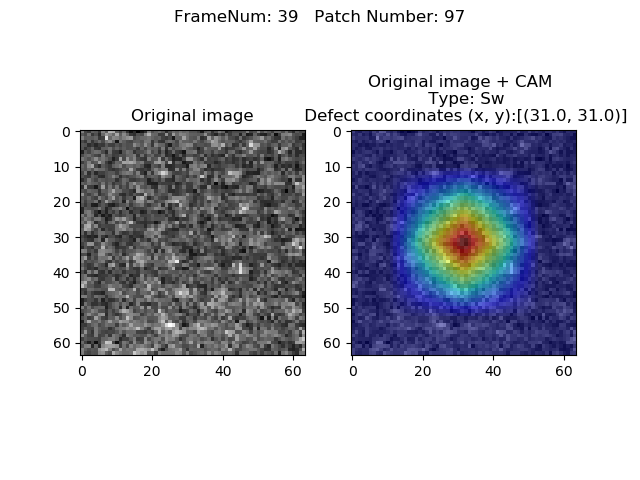 FrameNum: 39   Patch Number: 97
Original image
0
10
20
30
40
50
60
0 20 40 60
Original image + CAM
Type: Sw
Defect coordinates (x, y):[(31.0, 31.0)]
0
10
20
30
40
50
60
0 20 40 60